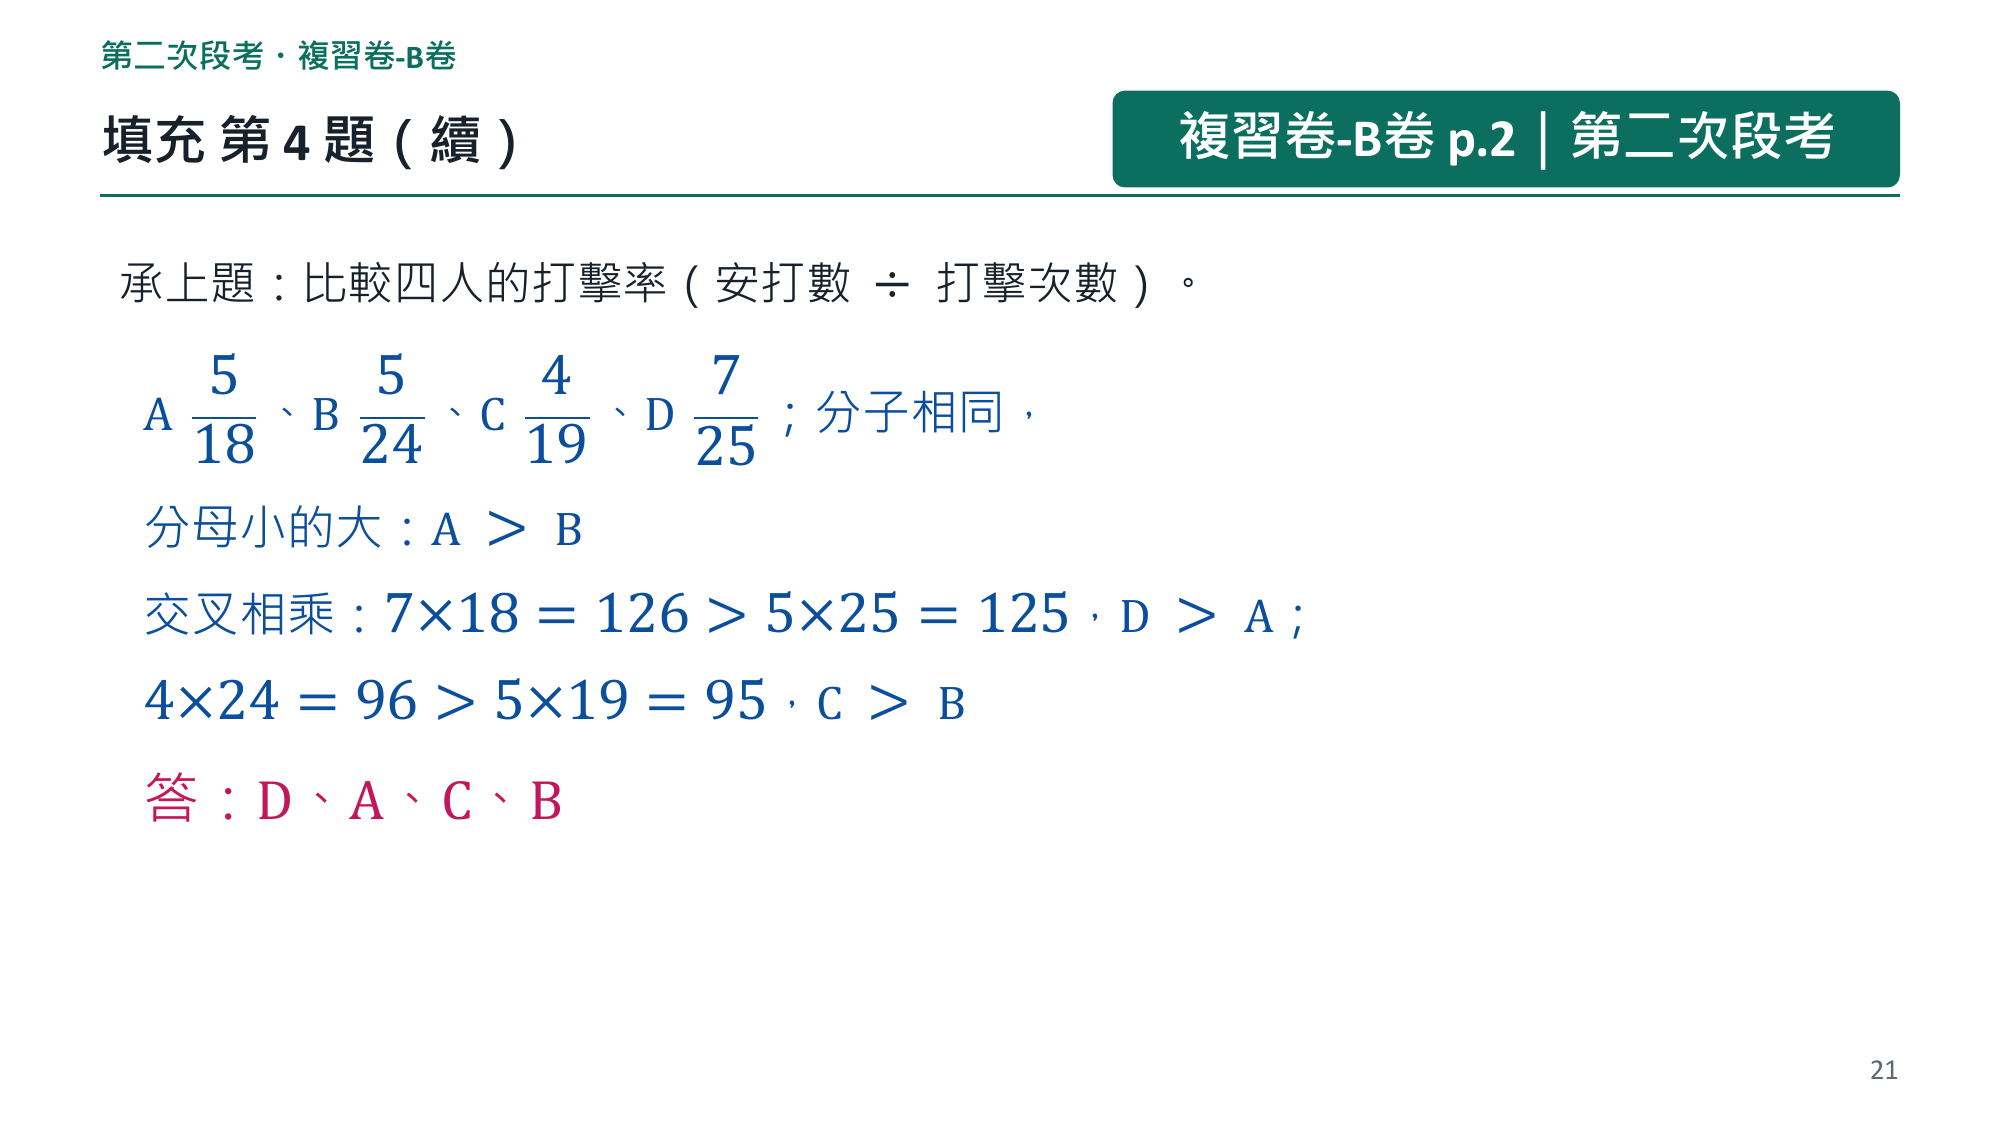 第二次段考・複習卷-B卷
填充 第 4 題（續）
複習卷-B卷 p.2｜第二次段考
承上題：比較四人的打擊率（安打數 ÷ 打擊次數）。
A 5/18、B 5/24、C 4/19、D 7/25；分子相同，
分母小的大：A > B
交叉相乘：7×18 = 126 > 5×25 = 125，D > A；
4×24 = 96 > 5×19 = 95，C > B
答：D、A、C、B
21